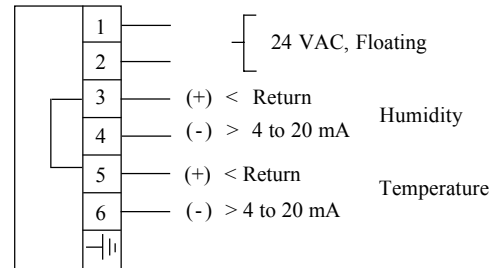 1
24 VAC, Floating
2
3 (+) < Return
Humidity
4 (-) > 4 to 20 mA
5 (+) < Return
Temperature
6 (-) > 4 to 20 mA